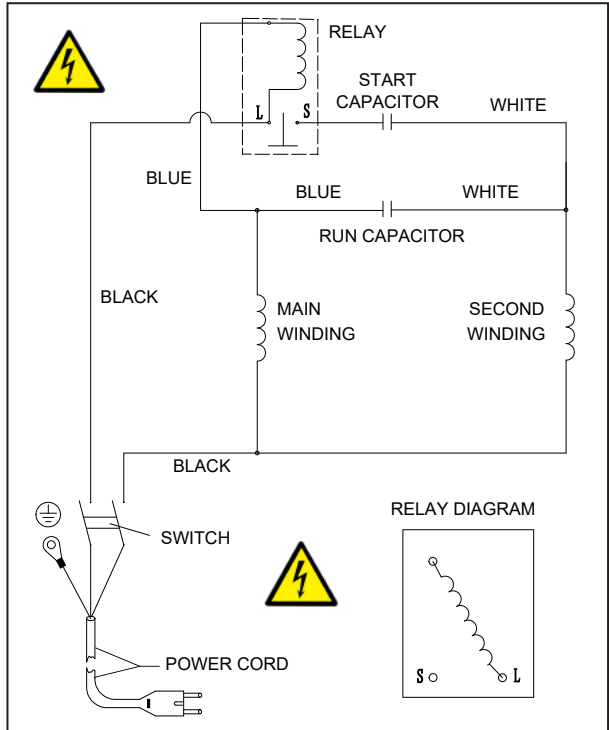 RELAY
START
CAPACITOR
WHITE
L
S
BLUE
BLUE
WHITE
RUN CAPACITOR
BLACK
MAIN
WINDING
SECOND
WINDING
BLACK
RELAY DIAGRAM
SWITCH
POWER CORD
S
L